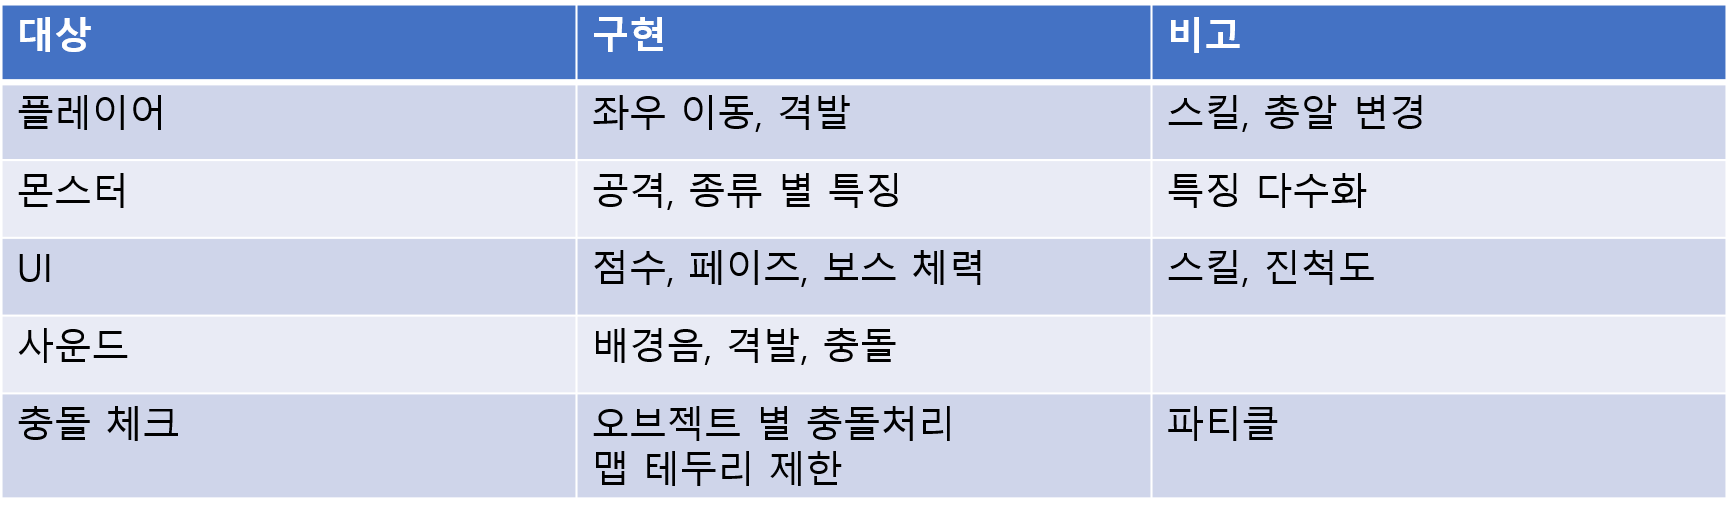 대상 구현 비고
플레이어 좌우 이동, 격발 스킬, 총알 변경
몬스터 공격, 종류 별 특징 특징 다수화
UI 점수, 페이즈, 보스 체력 스킬, 진척도
사운드 배경음, 격발, 충돌
충돌 체크 오브젝트 별 충돌처리 파티클
맵 테두리 제한